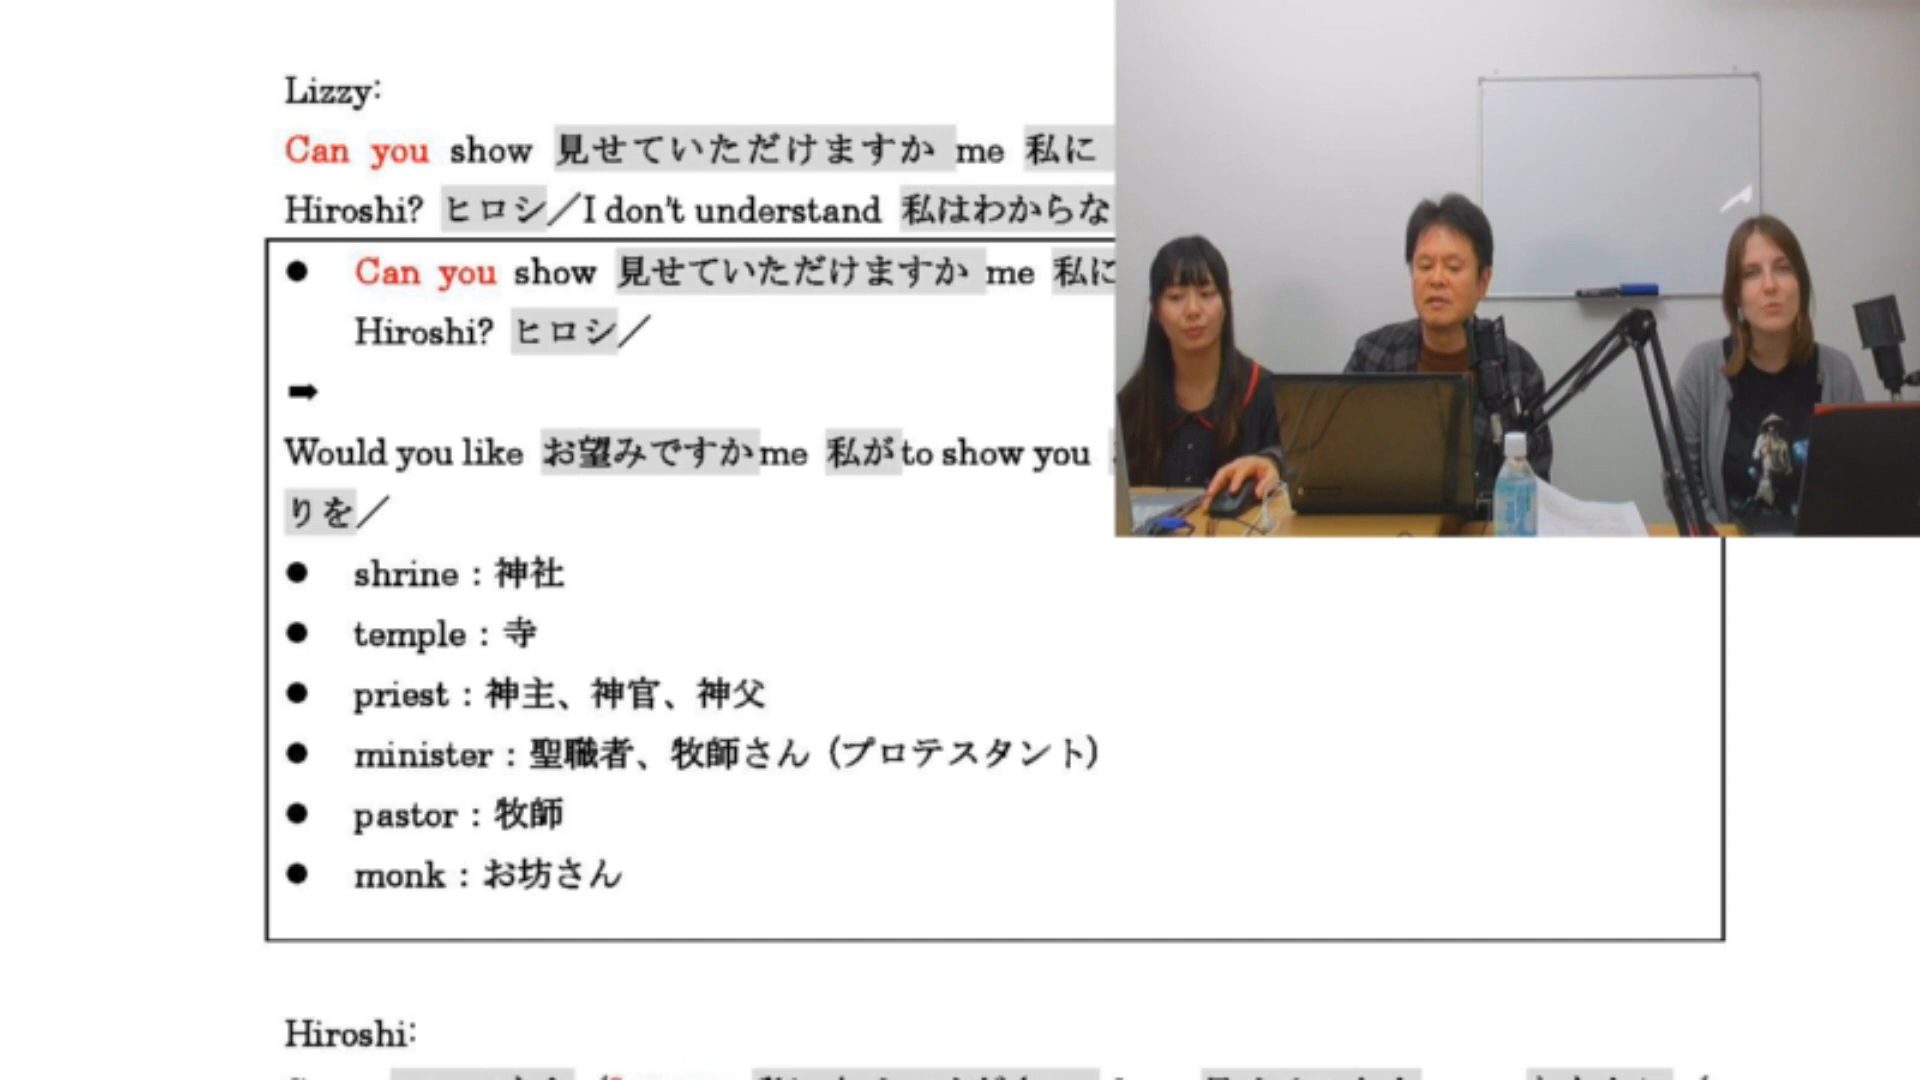 Lizzy:
Can you show 見せていただけますか me 私に
Hiroshi? ヒロシ／I don't understand 私はわからな
● Can you show 見せていただけますか me 私に
Hiroshi? ヒロシ／
➡
Would you like お望みですか me 私が to show you
りを／
● shrine：神社
● temple：寺
● priest：神主、神官、神父
● minister：聖職者、牧師さん（プロテスタント）
● pastor：牧師
● monk：お坊さん
Hiroshi: